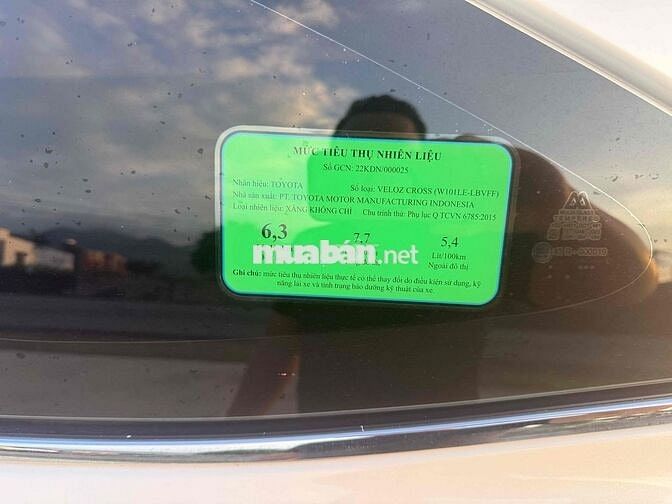 MỨC TIÊU THỤ NHIÊN LIỆU
Số GCN: 22KDN/000025
Nhãn hiệu: TOYOTA Số loại: VELOZ CROSS (W101LE-LBVFF)
Nhà sản xuất: PT. TOYOTA MOTOR MANUFACTURING INDONESIA
Loại nhiên liệu: XĂNG KHÔNG CHÌ Chu trình thử: Phụ lục Q TCVN 6785:2015
6,3 7,7 5,4
Lít/100km
Ngoài đô thị
muaban.net
Ghi chú: mức tiêu thụ nhiên liệu thực tế có thể thay đổi do điều kiện sử dụng, kỹ
năng lái xe và tình trạng bảo dưỡng kỹ thuật của xe.